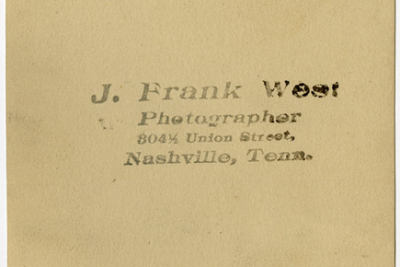 J. Frank West
Photographer
304½ Union Street,
Nashville, Tenn.